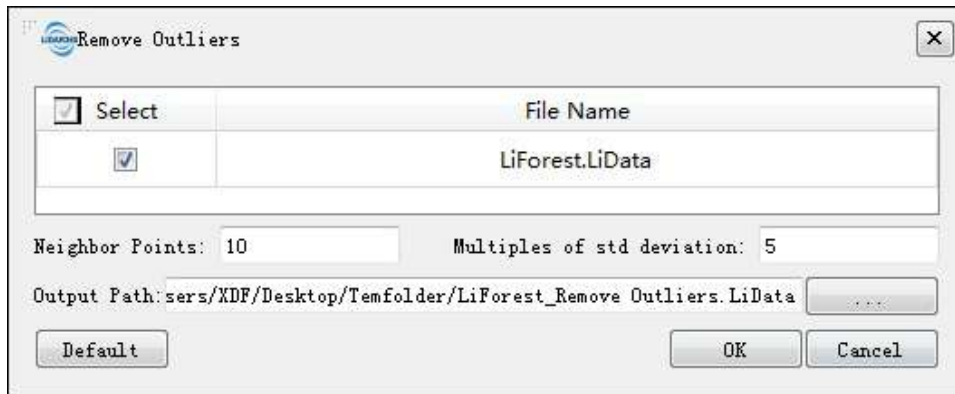 Remove Outliers
Select File Name
LiForest.LiData
Neighbor Points: 10 Multiples of std deviation: 5
Output Path: sers/XDF/Desktop/Temfolder/LiForest_Remove Outliers.LiData ...
Default OK Cancel